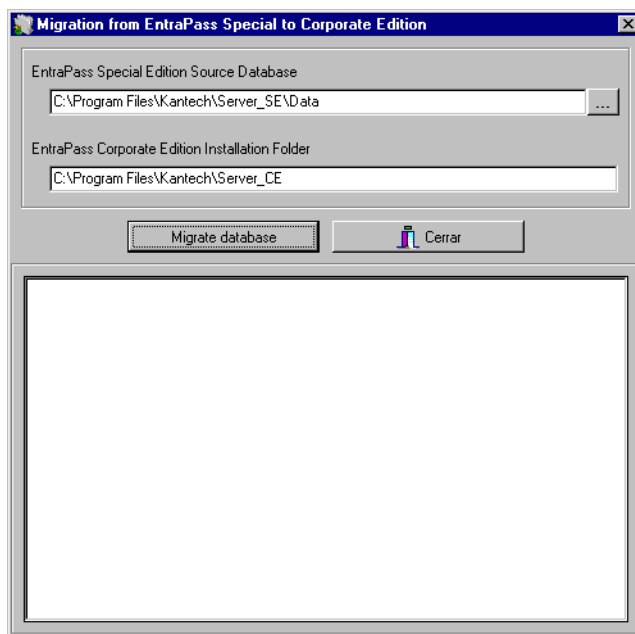 Migration from EntraPass Special to Corporate Edition
EntraPass Special Edition Source Database
C:\Program Files\Kantech\Server_SE\Data
...
EntraPass Corporate Edition Installation Folder
C:\Program Files\Kantech\Server_CE
Migrate database
Cerrar